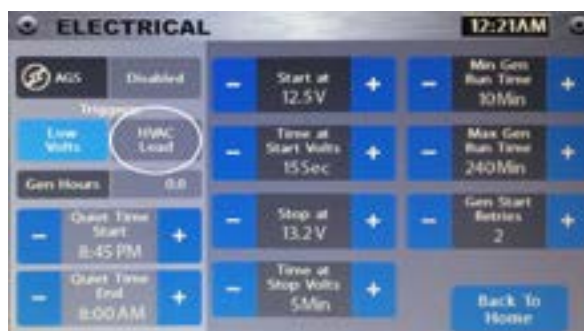 ELECTRICAL
12:21AM
AGS
Disabled
Triggers
Low
Volts
HVAC
Load
Gen Hours
0.0
-
Quiet Time
Start
8:45 PM
+
-
Quiet Time
End
8:00 AM
+
-
Start at
12.5V
+
-
Time at
Start Volts
15Sec
+
-
Stop at
13.2V
+
-
Time at
Stop Volts
5Min
+
-
Min Gen
Run Time
10Min
+
-
Max Gen
Run Time
240Min
+
-
Gen Start
Retries
2
+
Back To
Home